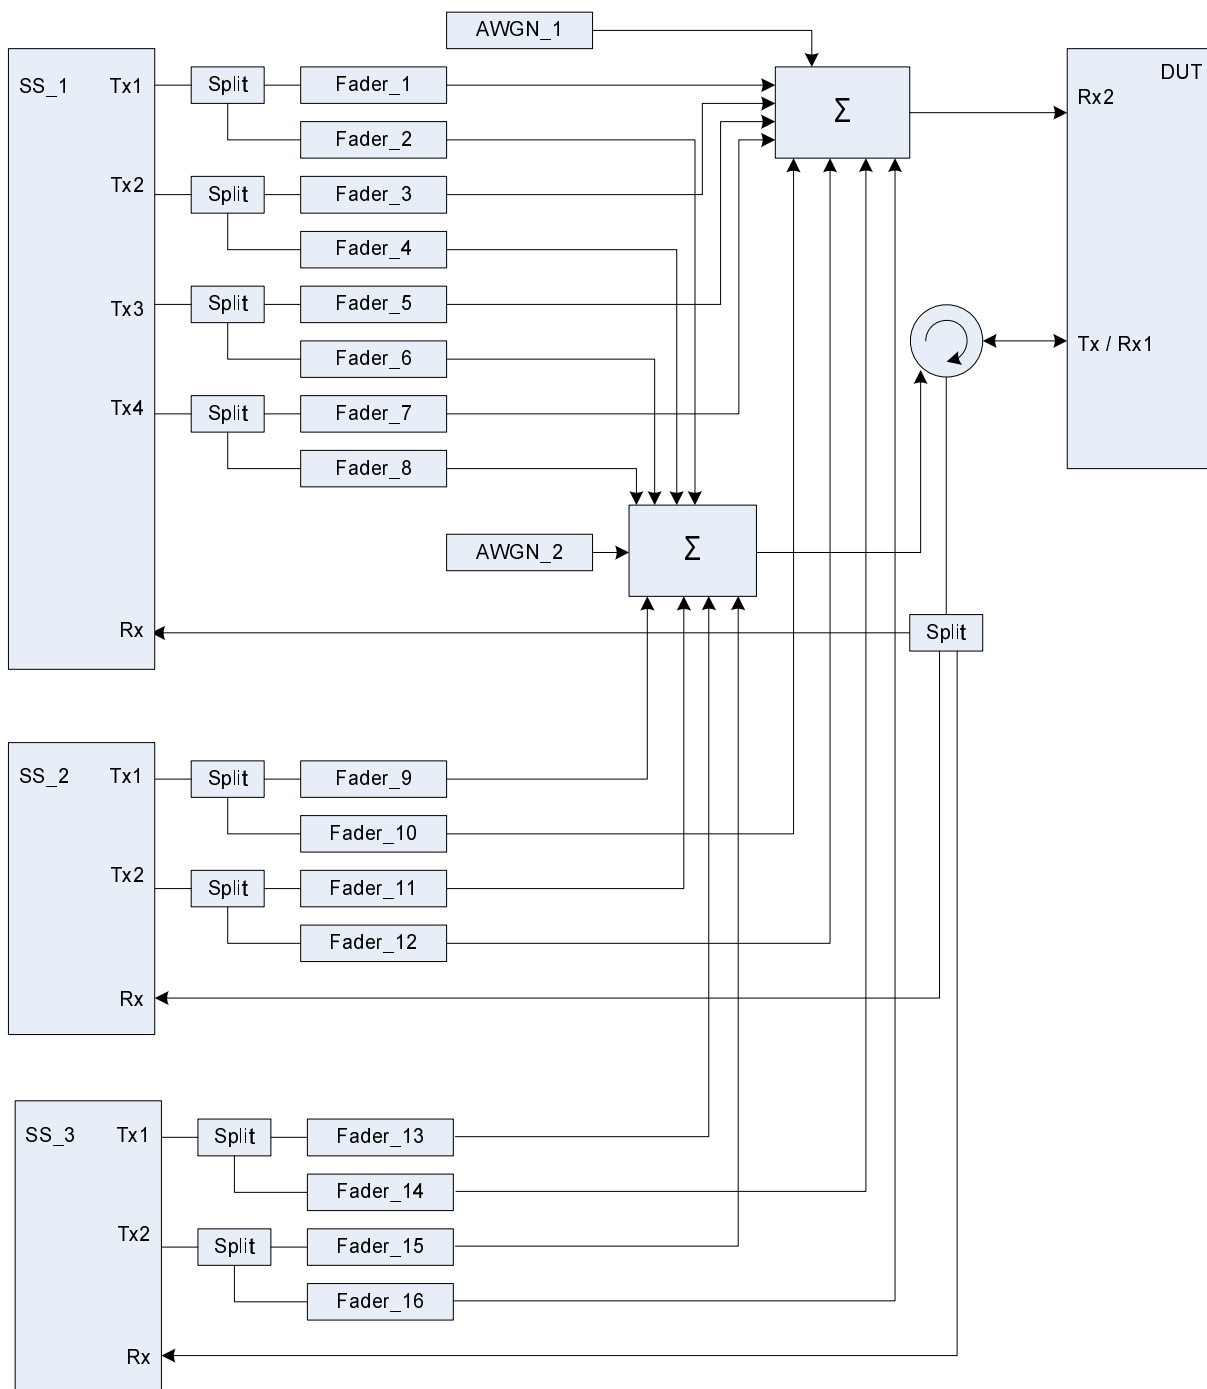 AWGN_1
SS_1
Tx1
Split
Fader_1
Σ
DUT
Rx2
Fader_2
Tx2
Split
Fader_3
Fader_4
Tx3
Split
Fader_5
Tx / Rx1
Fader_6
Tx4
Split
Fader_7
Fader_8
AWGN_2
Σ
Rx
Split
SS_2
Tx1
Split
Fader_9
Fader_10
Tx2
Split
Fader_11
Fader_12
Rx
SS_3
Tx1
Split
Fader_13
Fader_14
Tx2
Split
Fader_15
Fader_16
Rx